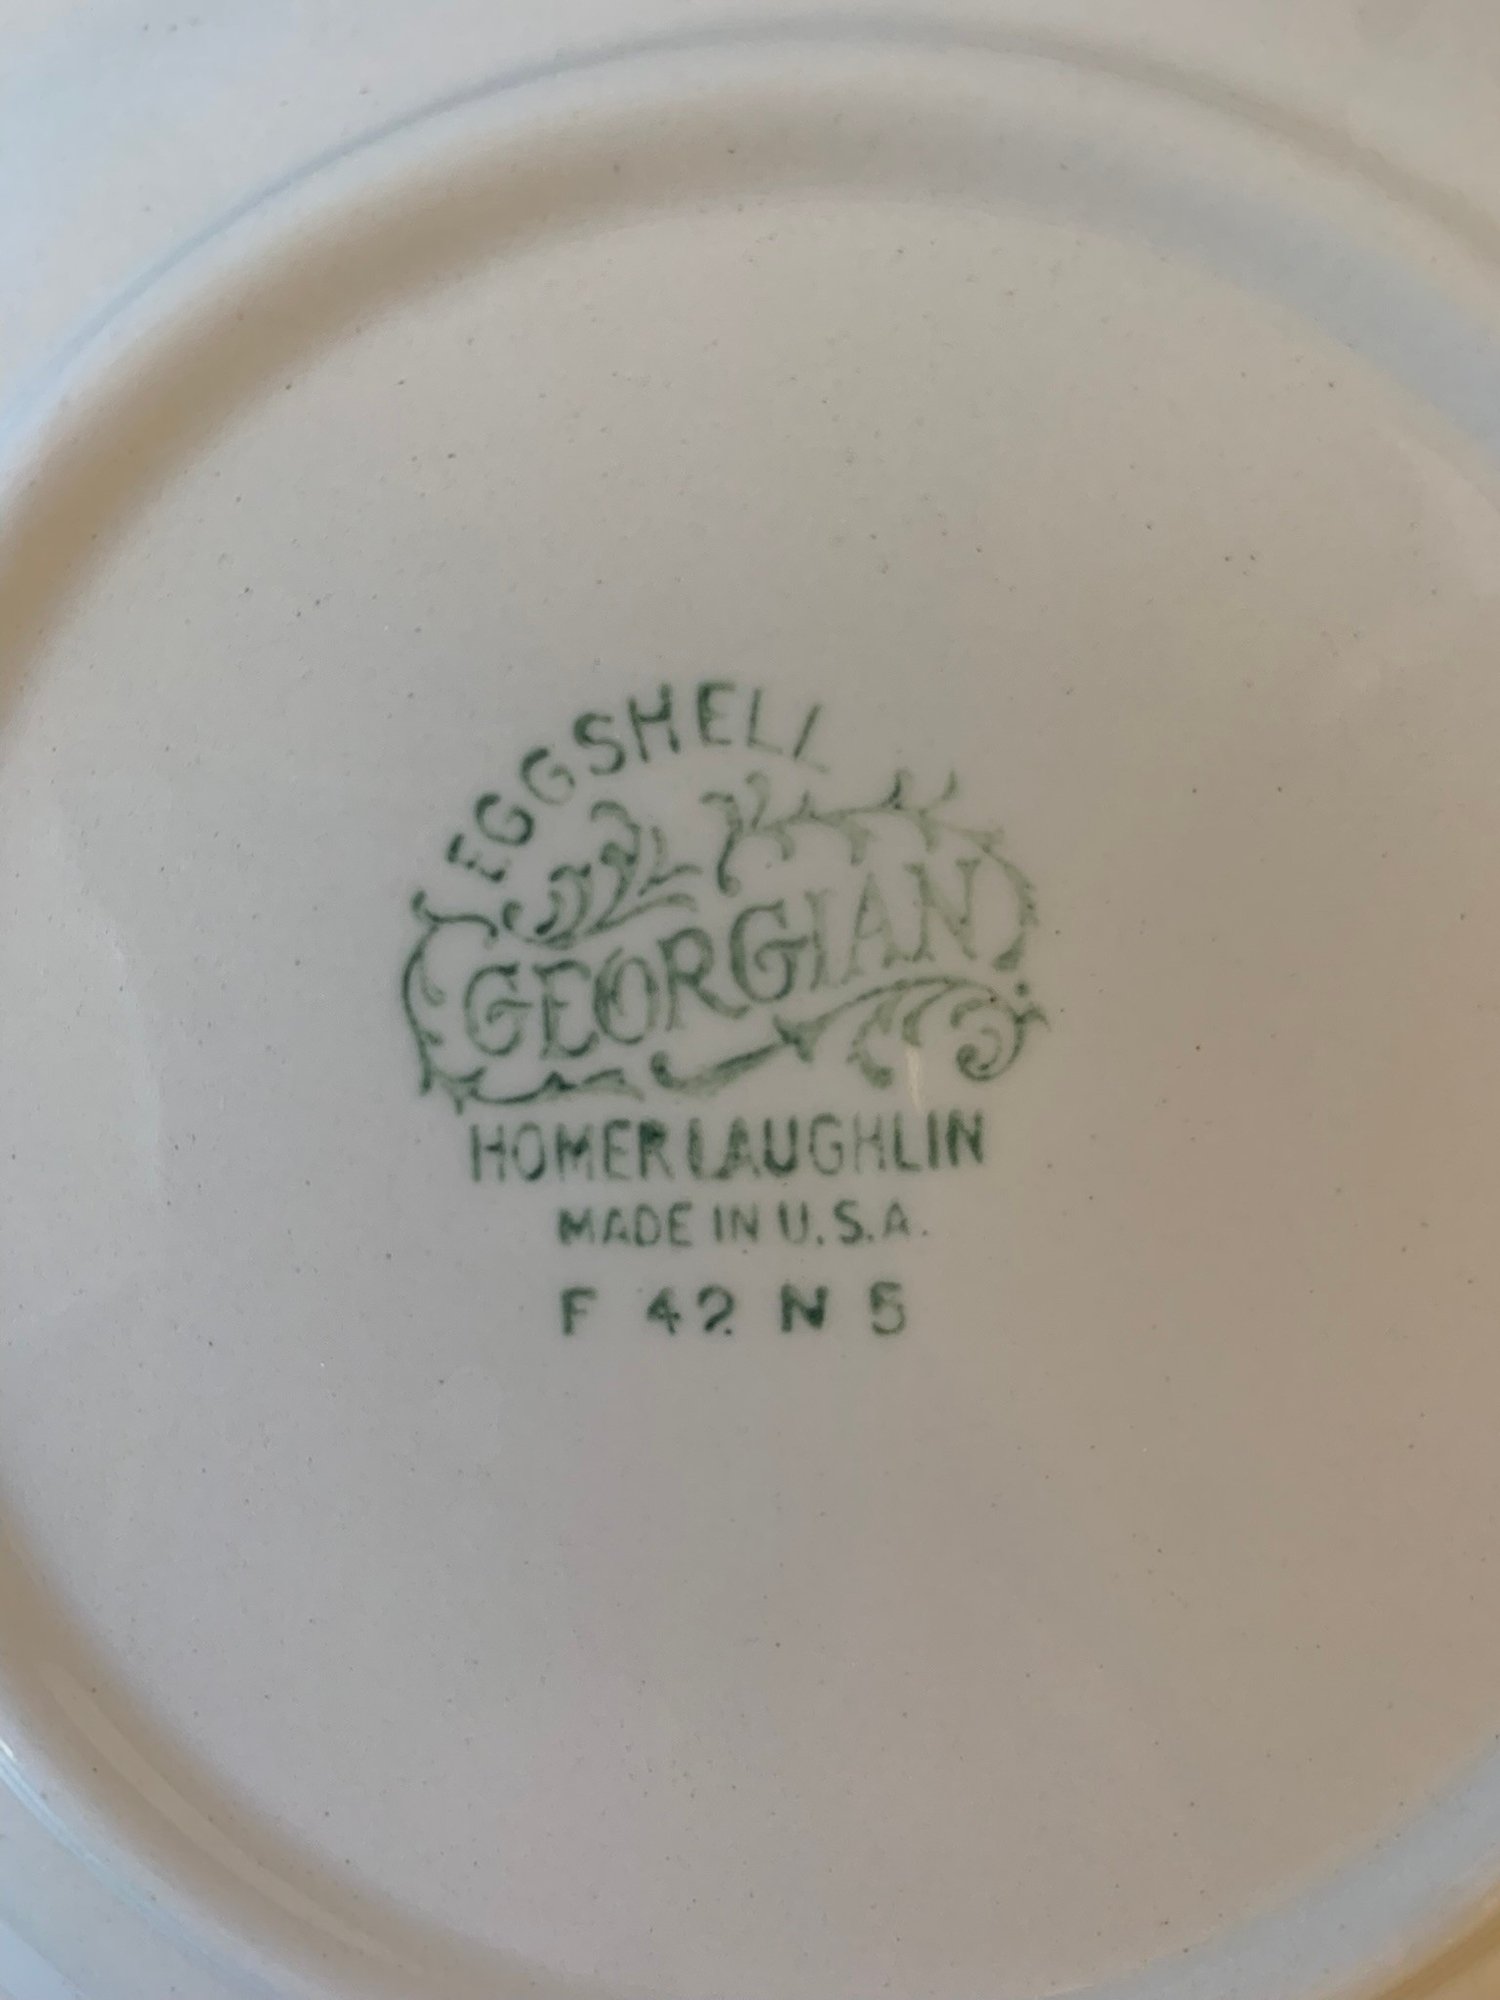 EGGSHELL
GEORGIAN
HOMER LAUGHLIN
MADE IN U.S.A.
F 42 N 5